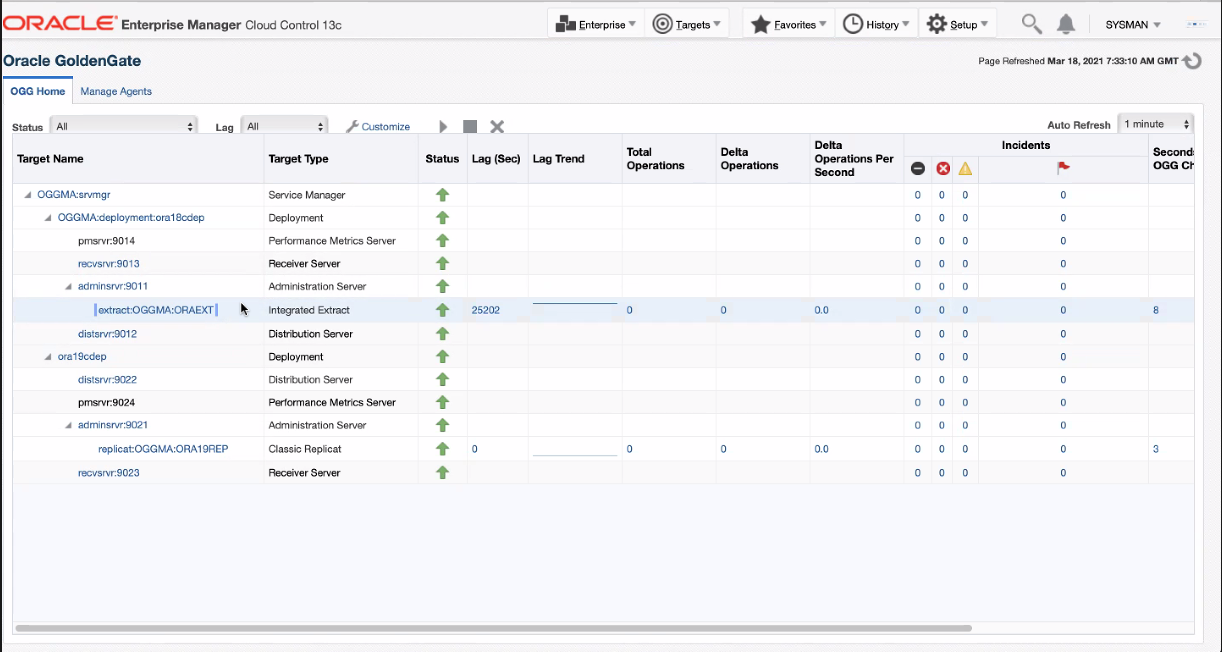 ORACLE Enterprise Manager Cloud Control 13c
Enterprise Targets Favorites History Setup SYSMAN
Oracle GoldenGate
Page Refreshed Mar 18, 2021 7:33:10 AM GMT
OGG Home Manage Agents
Status All Lag All Customize Auto Refresh 1 minute
Target Name Target Type Status Lag (Sec) Lag Trend Total Operations Delta Operations Delta Operations Per Second Incidents Seconds OGG Ch
OGGMA:srvmgr Service Manager 0 0 0 0
OGGMA:deployment:ora18cdep Deployment 0 0 0 0
pmsrvr:9014 Performance Metrics Server 0 0 0 0
recvsrvr:9013 Receiver Server 0 0 0 0
adminsrvr:9011 Administration Server 0 0 0 0
extract:OGGMA:ORAEXT Integrated Extract 25202 0 0 0.0 0 0 0 0 8
distsrvr:9012 Distribution Server 0 0 0 0
ora19cdep Deployment 0 0 0 0
distsrvr:9022 Distribution Server 0 0 0 0
pmsrvr:9024 Performance Metrics Server 0 0 0 0
adminsrvr:9021 Administration Server 0 0 0 0
replicat:OGGMA:ORA19REP Classic Replicat 0 0 0 0.0 0 0 0 0 3
recvsrvr:9023 Receiver Server 0 0 0 0